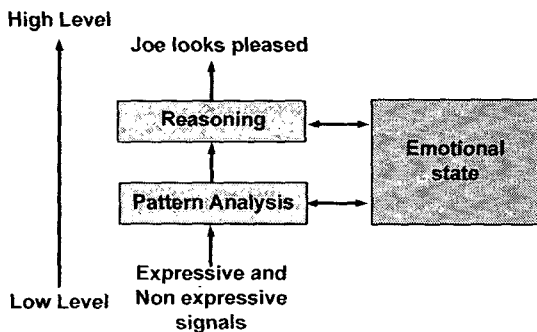 High Level
Joe looks pleased
Reasoning
Emotional
state
Pattern Analysis
Expressive and
Non expressive
signals
Low Level